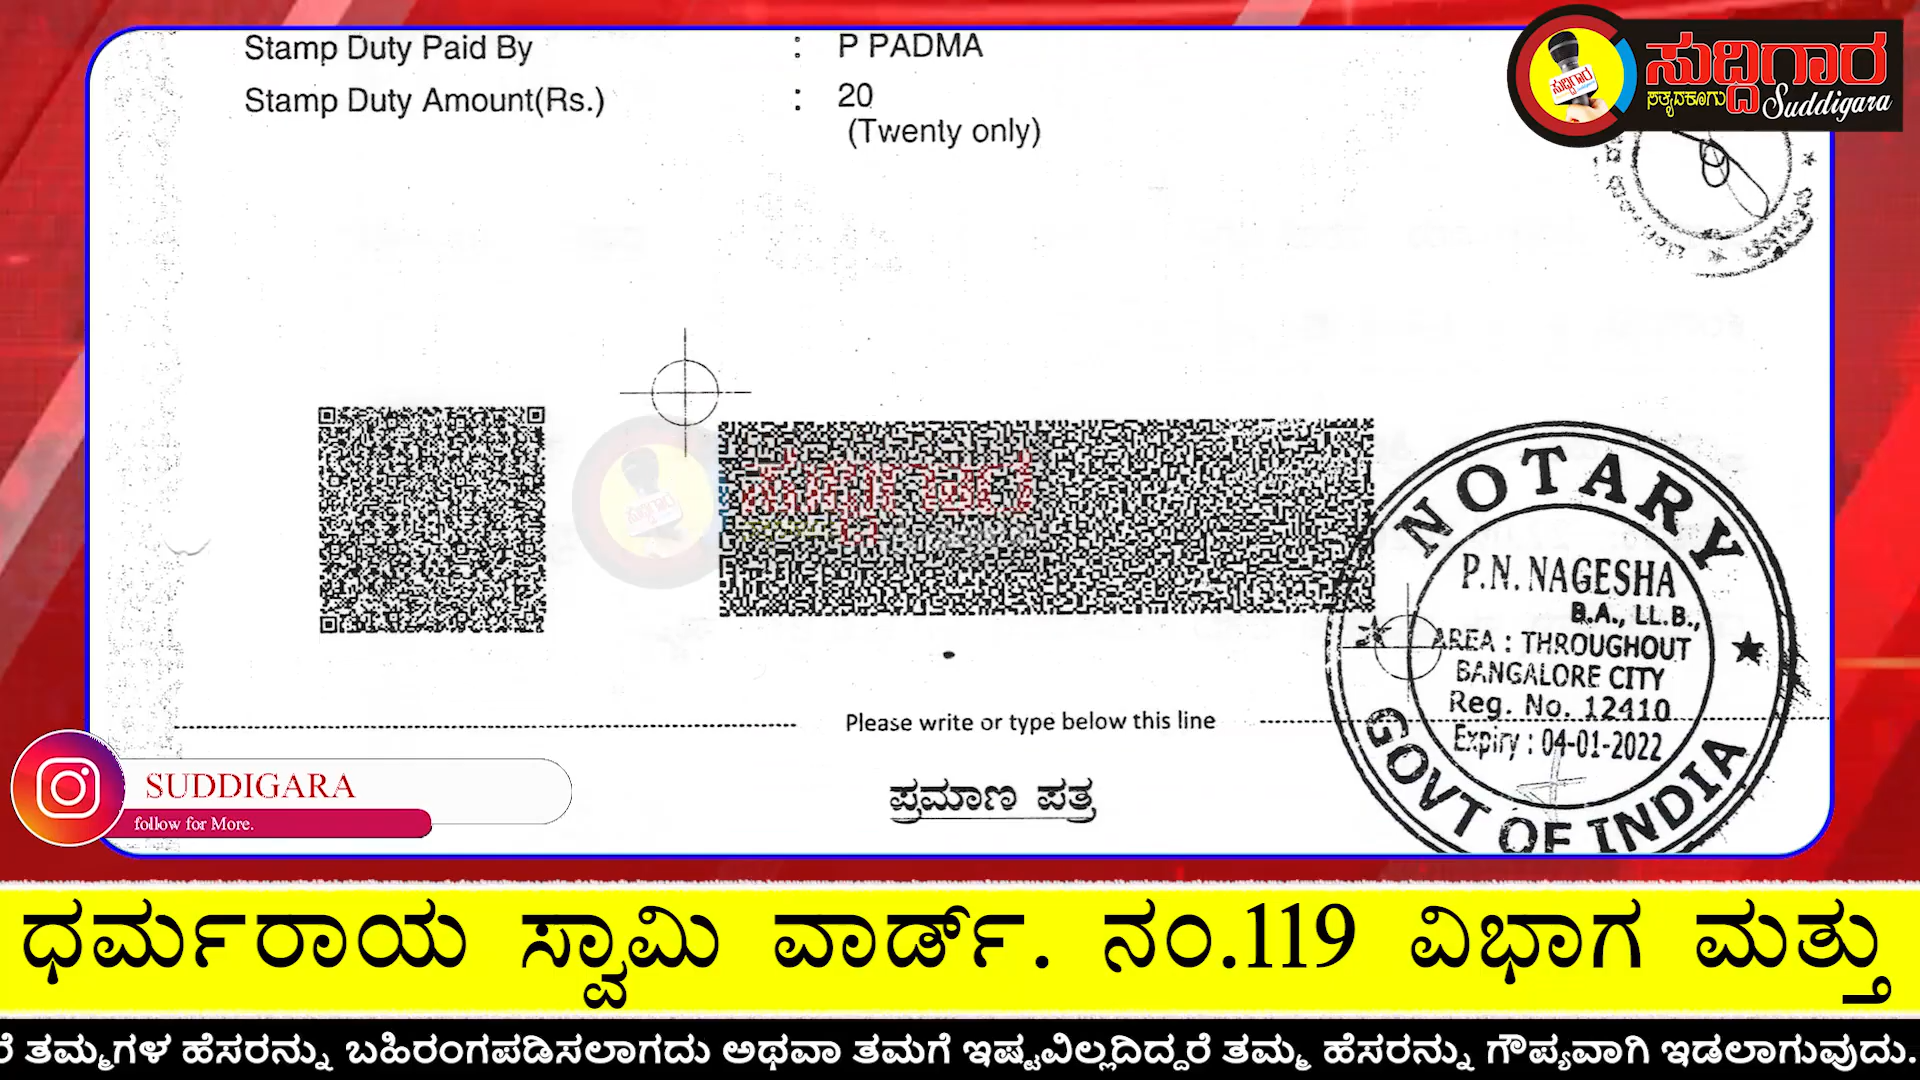 Stamp Duty Paid By : P PADMA
Stamp Duty Amount(Rs.) : 20
(Twenty only)
ಸುದ್ದಿಗಾರ
ಸತ್ಯದಕೂಗು
Suddigara
ಸುದ್ದಿಗಾರ
NOTARY
P.N. NAGESHA
B.A., LL.B.,
AREA : THROUGHOUT
BANGALORE CITY
Reg. No. 12410
Expiry : 04-01-2022
GOVT OF INDIA
Please write or type below this line
ಪ್ರಮಾಣ ಪತ್ರ
SUDDIGARA
follow for More.
ಧರ್ಮರಾಯ ಸ್ವಾಮಿ ವಾರ್ಡ್. ನಂ.119 ವಿಭಾಗ ಮತ್ತು
ರೆ ತಮ್ಮಗಳ ಹೆಸರನ್ನು ಬಹಿರಂಗಪಡಿಸಲಾಗದು ಅಥವಾ ತಮಗೆ ಇಷ್ಟವಿಲ್ಲದಿದ್ದರೆ ತಮ್ಮ ಹೆಸರನ್ನು ಗೌಪ್ಯವಾಗಿ ಇಡಲಾಗುವುದು.